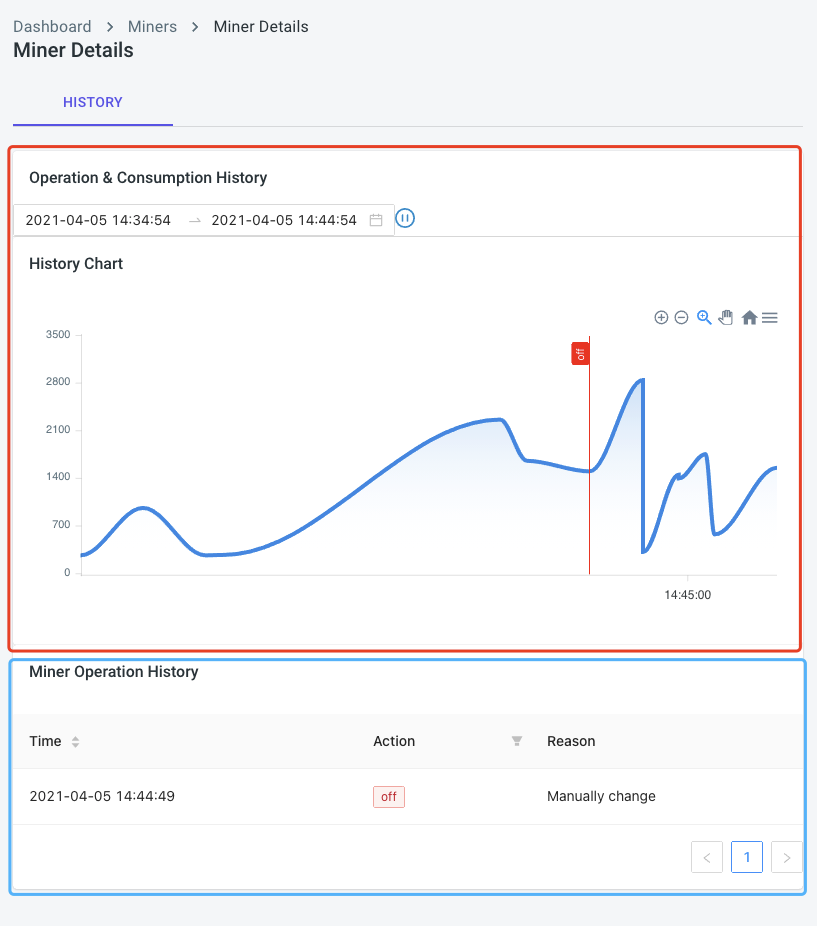 Dashboard > Miners > Miner Details
Miner Details
HISTORY
Operation & Consumption History
2021-04-05 14:34:54 → 2021-04-05 14:44:54
History Chart
3500
off
2800
2100
1400
700
0
14:45:00
Miner Operation History
Time Action Reason
2021-04-05 14:44:49 off Manually change
< 1 >